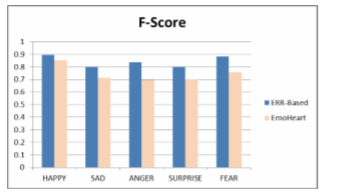 F-Score
1
0.9
0.8
0.7
0.6
0.5
0.4
0.3
0.2
0.1
0
HAPPY SAD ANGER SURPRISE FEAR
ERR-Based
EmoHeart